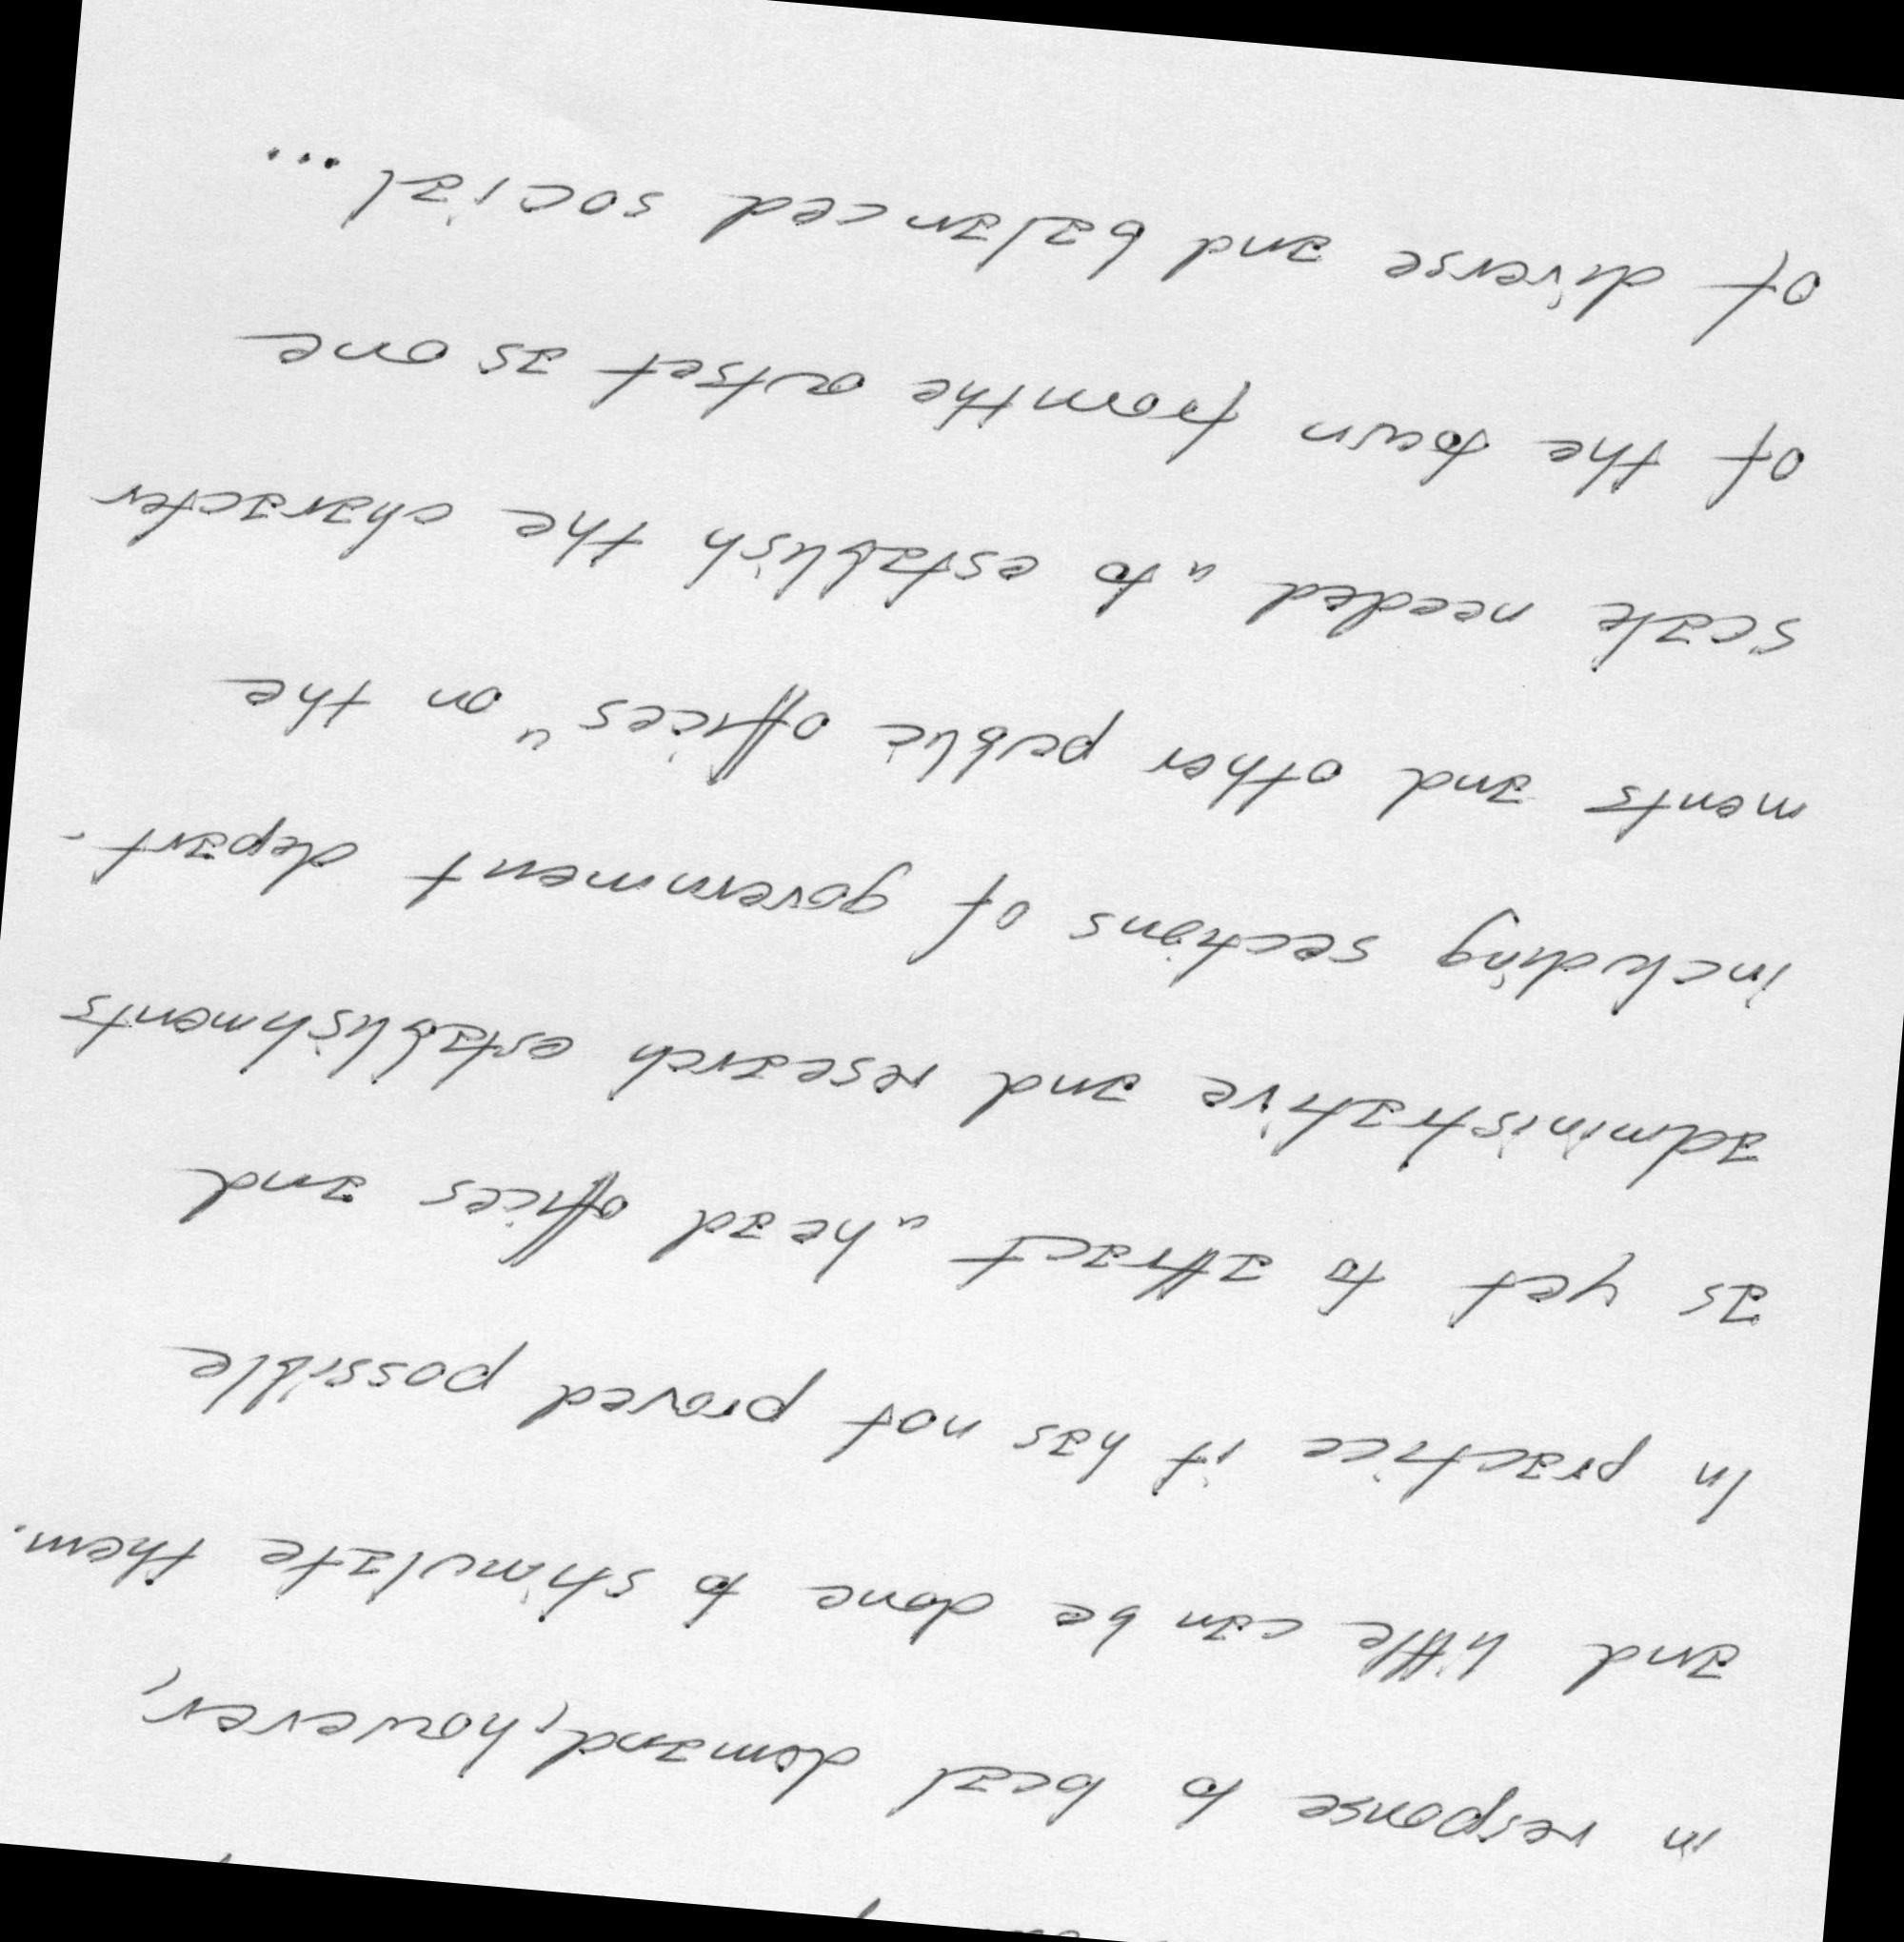 in response to local demand, however,
and little can be done to stimulate them.
In practice it has not proved possible
as yet to attract "head offices and
administrative and research establishments
including sections of government depart-
ments and other public offices" on the
scale needed "to establish the character
of the town from the outset as one
of diverse and balanced social ...